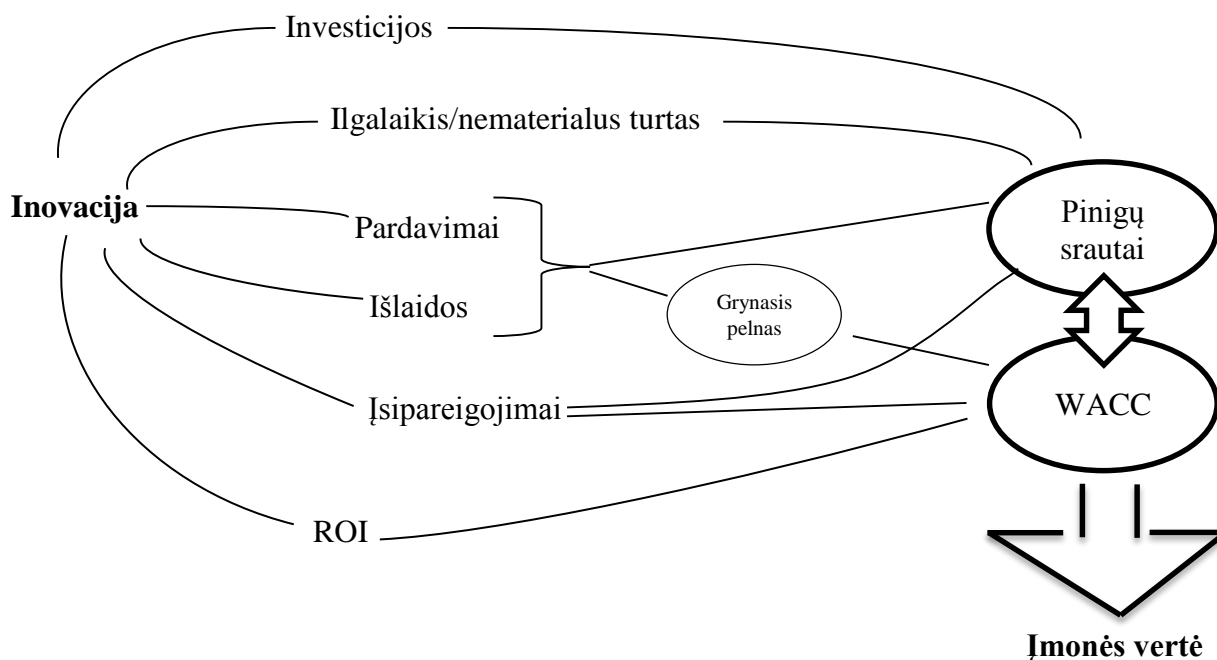 Investicijos
Ilgalaikis/nematerialus turtas
Inovacija
Pardavimai
Pinigų
srautai
Išlaidos
Grynasis
pelnas
Įsipareigojimai
WACC
ROI
Įmonės vertė